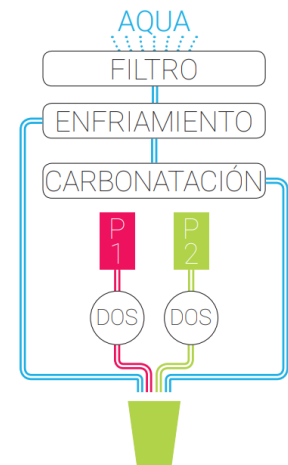 AQUA
FILTRO
ENFRIAMIENTO
CARBONATACIÓN
P P
1 2
DOS DOS